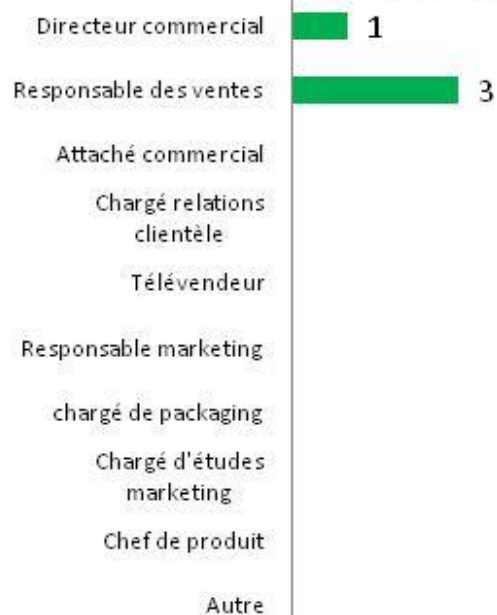 Directeur commercial 1
Responsable des ventes 3
Attaché commercial
Chargé relations
clientèle
Télévendeur
Responsable marketing
chargé de packaging
Chargé d'études
marketing
Chef de produit
Autre